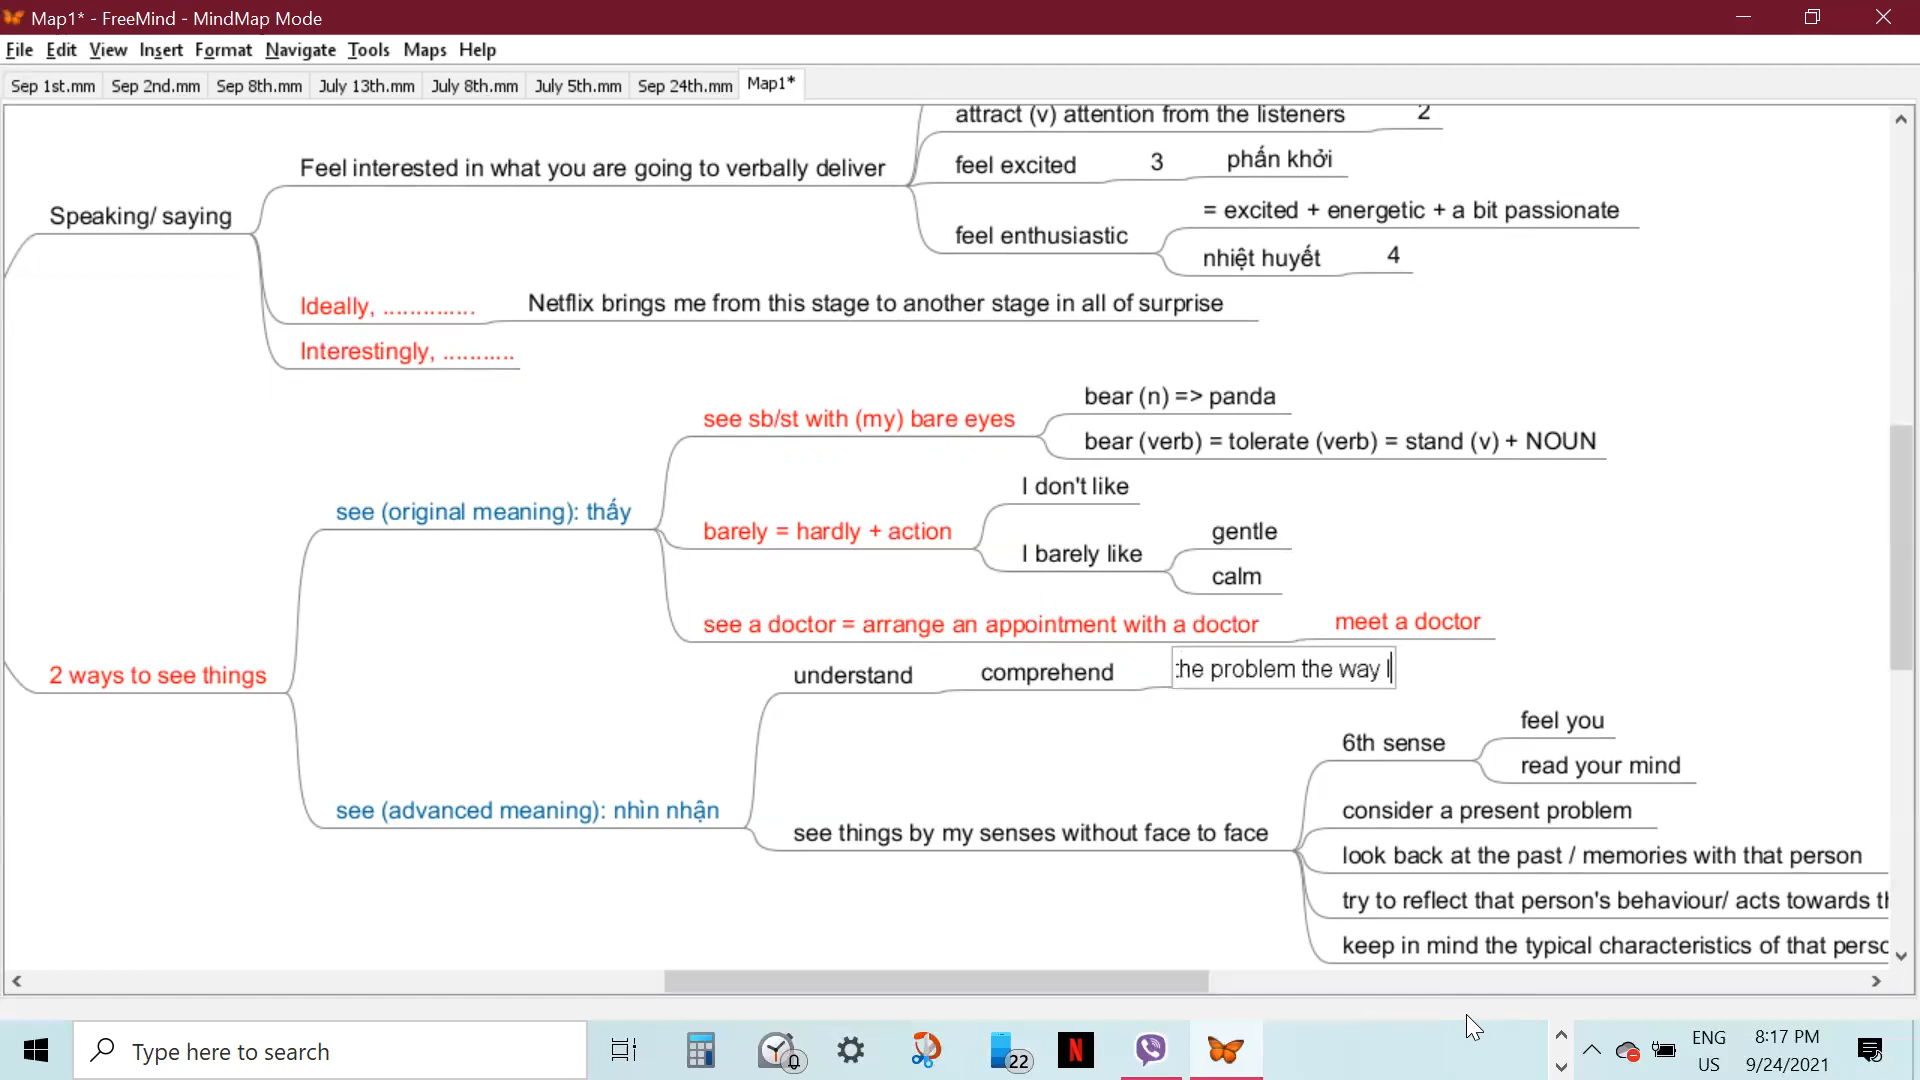 Map1* - FreeMind - MindMap Mode
File Edit View Insert Format Navigate Tools Maps Help
Sep 1st.mm Sep 2nd.mm Sep 8th.mm July 13th.mm July 8th.mm July 5th.mm Sep 24th.mm Map1*
attract (v) attention from the listeners 2
Feel interested in what you are going to verbally deliver
feel excited 3 phấn khởi
Speaking/ saying
= excited + energetic + a bit passionate
feel enthusiastic
nhiệt huyết 4
Ideally, ..............
Netflix brings me from this stage to another stage in all of surprise
Interestingly, ...........
see sb/st with (my) bare eyes
bear (n) => panda
bear (verb) = tolerate (verb) = stand (v) + NOUN
see (original meaning): thấy
I don't like
barely = hardly + action
I barely like
gentle
calm
see a doctor = arrange an appointment with a doctor
meet a doctor
2 ways to see things
understand
comprehend
the problem the way I
see (advanced meaning): nhìn nhận
see things by my senses without face to face
6th sense
feel you
read your mind
consider a present problem
look back at the past / memories with that person
try to reflect that person's behaviour/ acts towards
keep in mind the typical characteristics of that
Type here to search
22
ENG
US
8:17 PM
9/24/2021